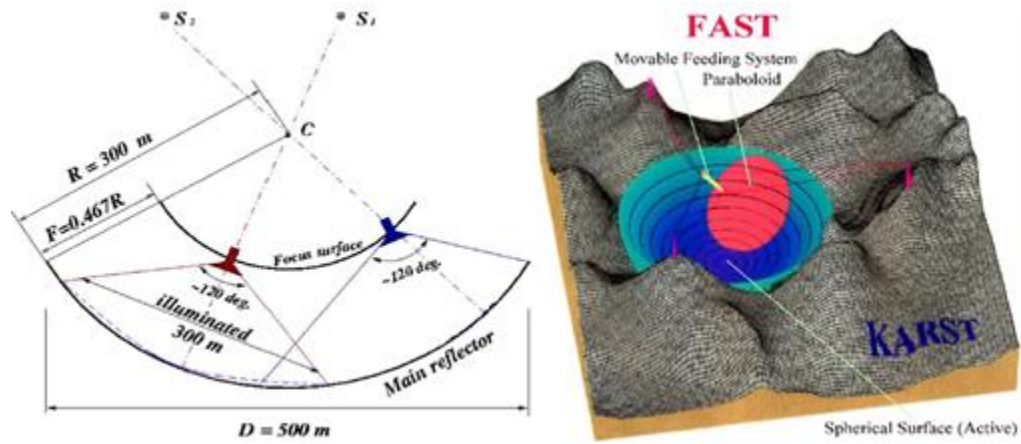 S₂
S₁
C
R = 300 m
F=0.467R
Focus surface
~120 deg.
~120 deg.
illuminated
300 m
Main reflector
D = 500 m
FAST
Movable Feeding System
Paraboloid
KARST
Spherical Surface (Active)